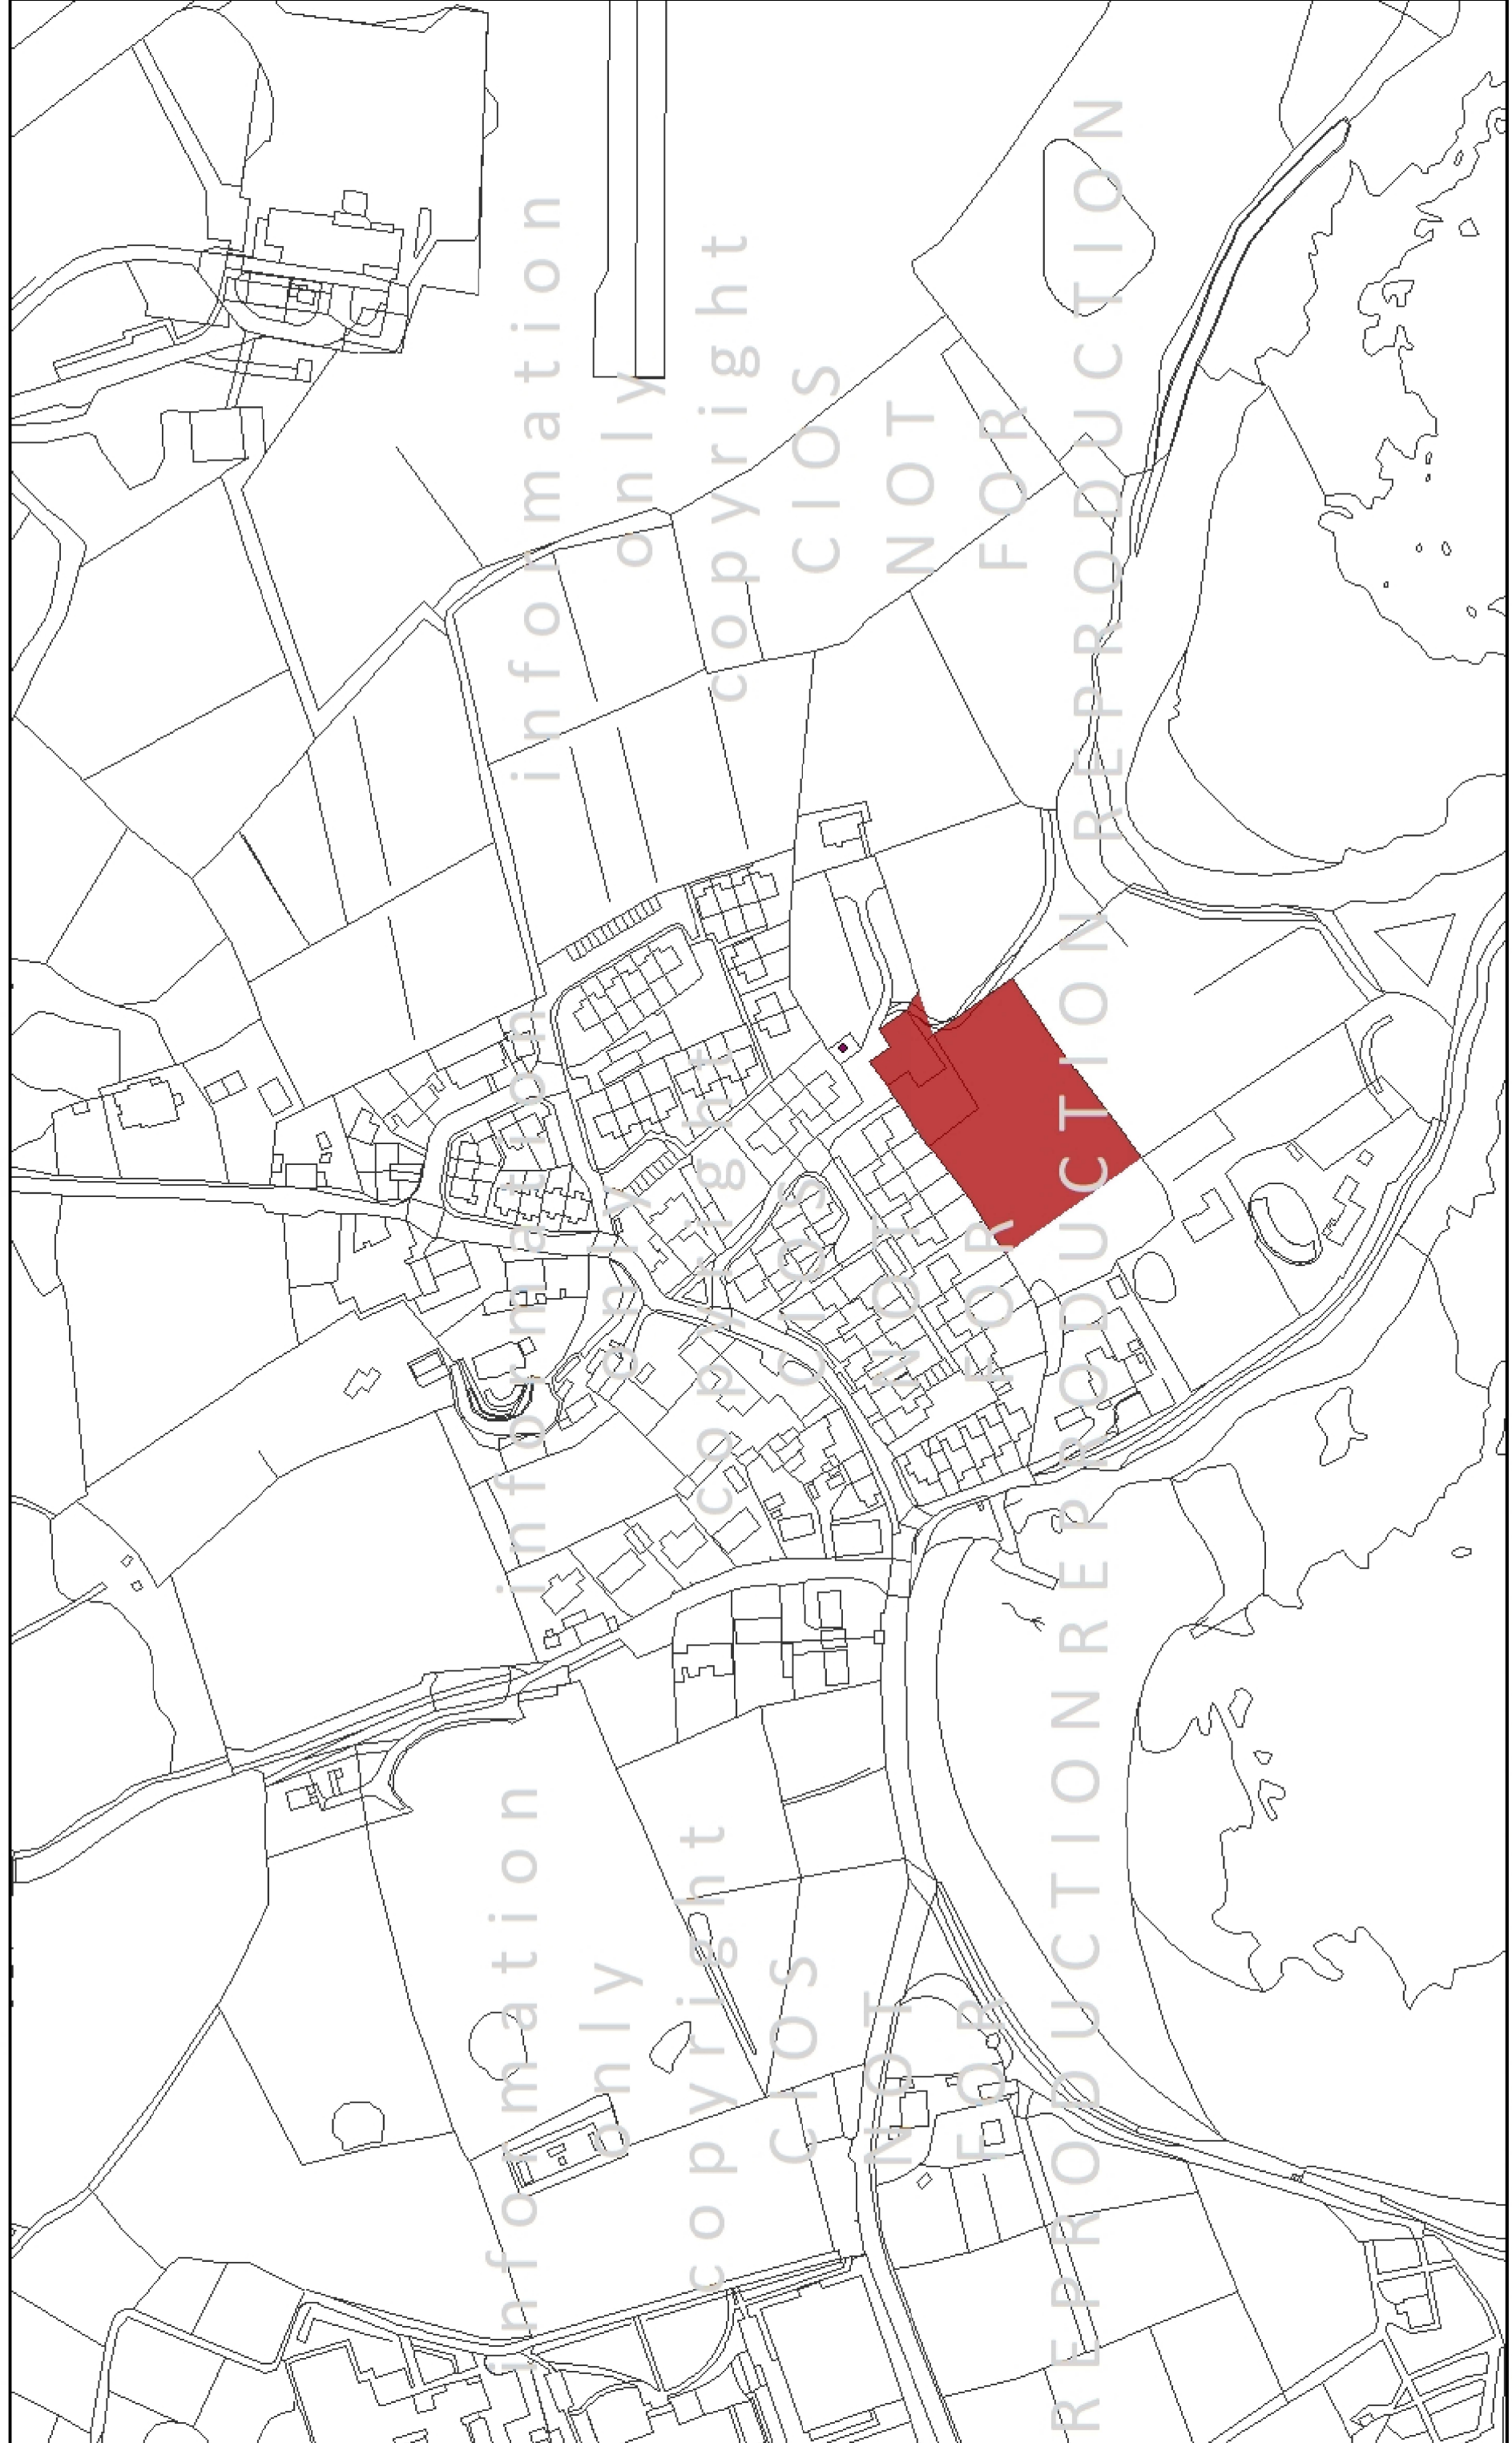 information
only
copyright
CIOS
NOT
FOR
REPRODUCTION
information
only
copyright
CIOS
NOT
FOR
REPRODUCTION
information
only
copyright
CIOS
NOT
FOR
REPRODUCTION